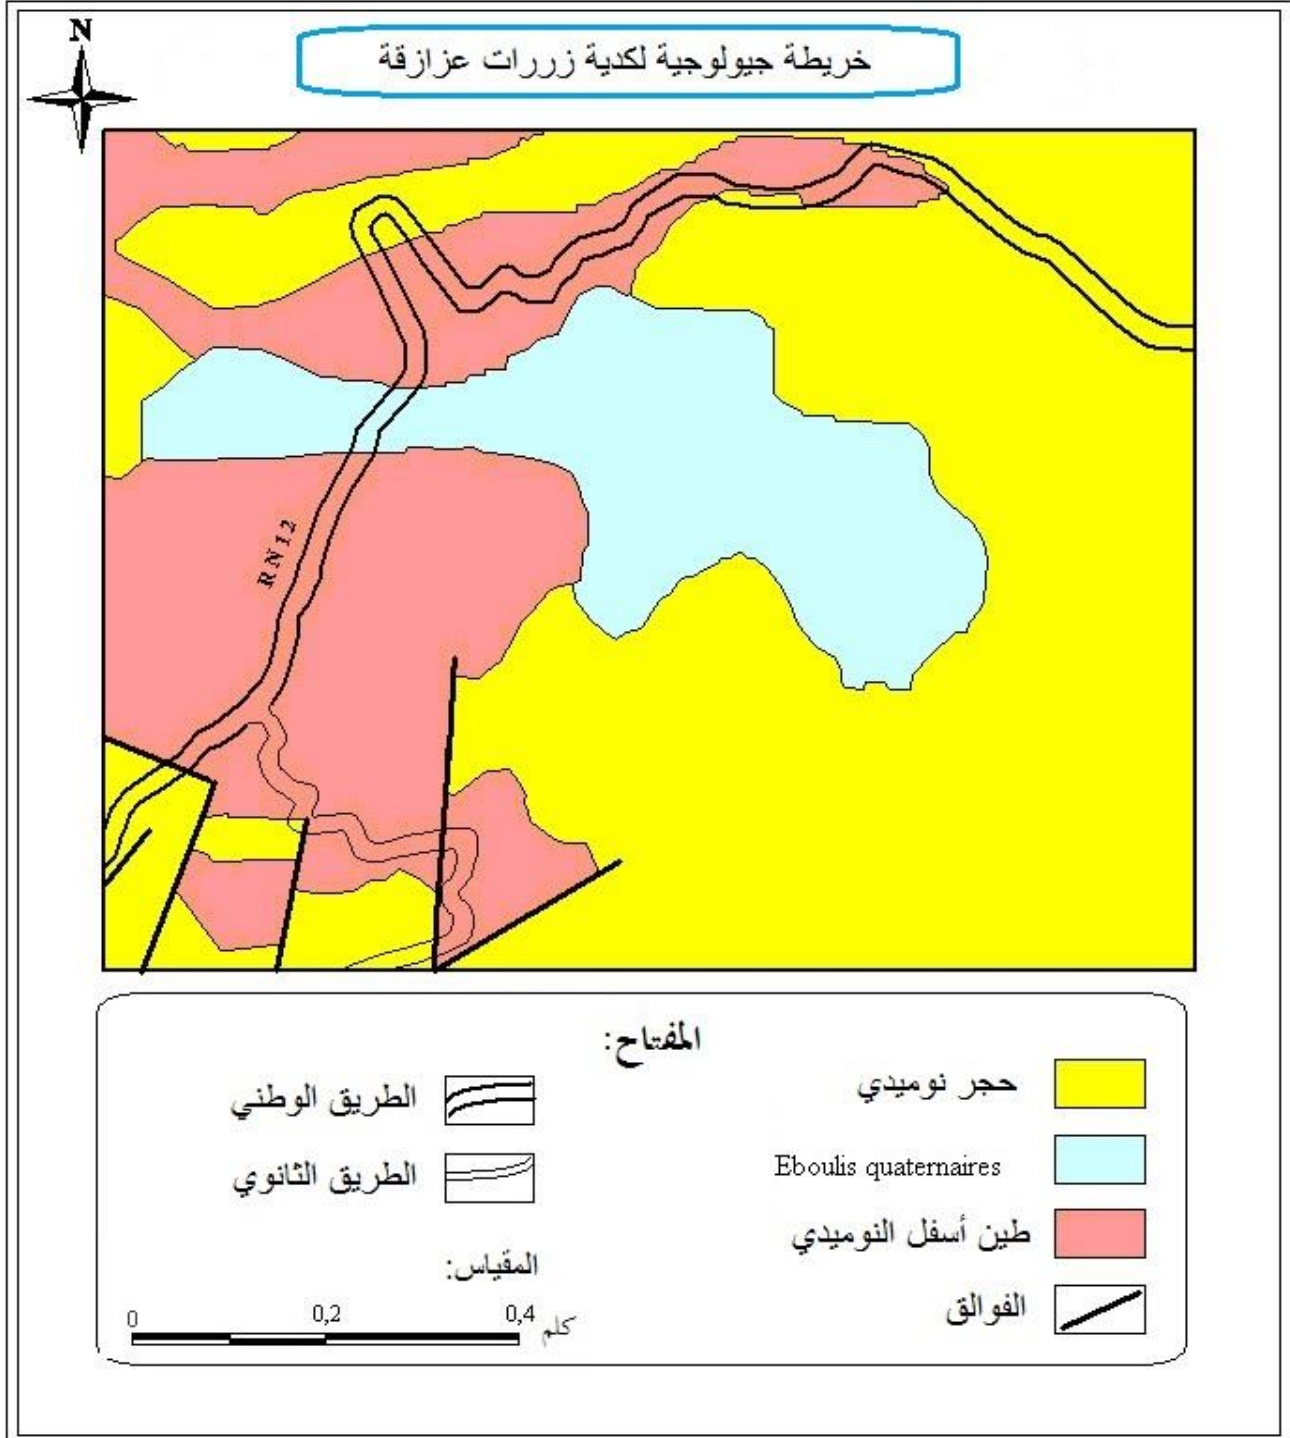 N
خريطة جيولوجية لكدية زررات عزازقة
RN12
المفتاح:
حجر نوميدي
Eboulis quaternaires
طين أسفل النوميدي
الفوالق
الطريق الوطني
الطريق الثانوي
المقياس:
0 0,2 0,4 كلم